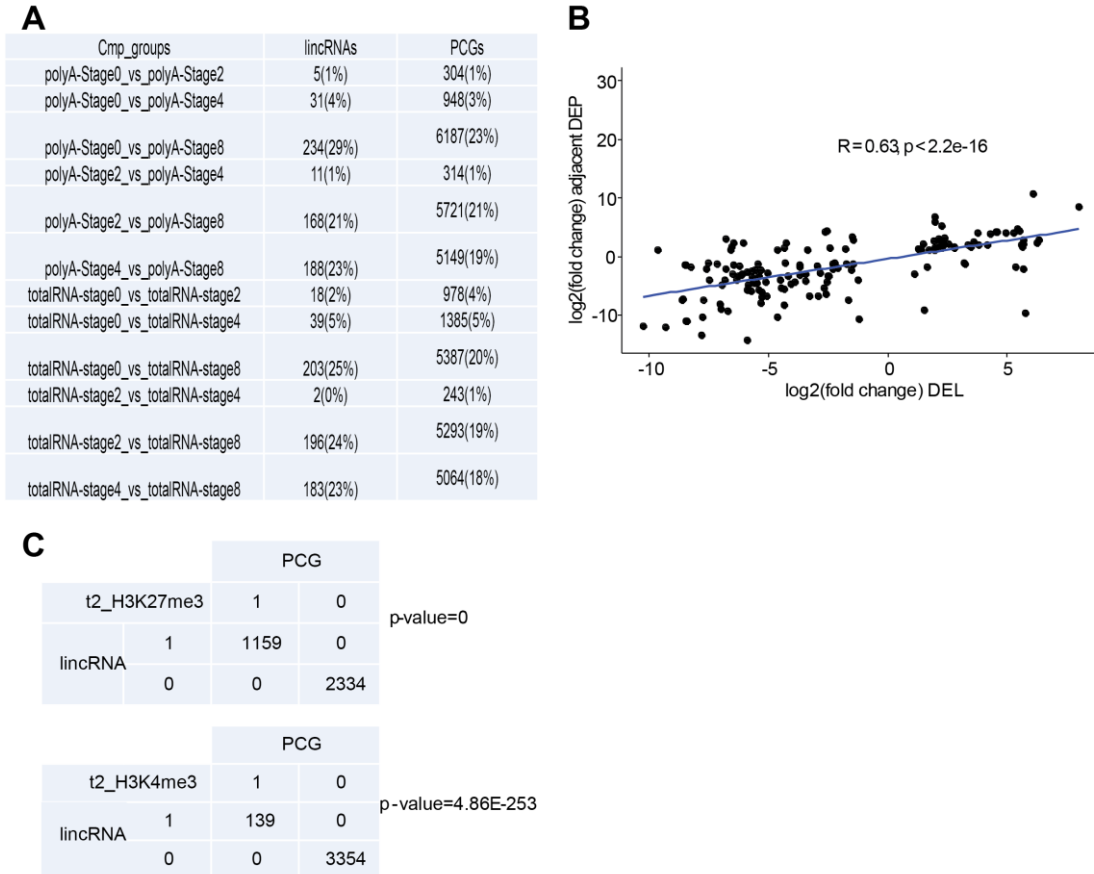 A
Cmp_groups lincRNAs PCGs
polyA-Stage0_vs_polyA-Stage2 5(1%) 304(1%)
polyA-Stage0_vs_polyA-Stage4 31(4%) 948(3%)
polyA-Stage0_vs_polyA-Stage8 234(29%) 6187(23%)
polyA-Stage2_vs_polyA-Stage4 11(1%) 314(1%)
polyA-Stage2_vs_polyA-Stage8 168(21%) 5721(21%)
polyA-Stage4_vs_polyA-Stage8 188(23%) 5149(19%)
totalRNA-stage0_vs_totalRNA-stage2 18(2%) 978(4%)
totalRNA-stage0_vs_totalRNA-stage4 39(5%) 1385(5%)
totalRNA-stage0_vs_totalRNA-stage8 203(25%) 5387(20%)
totalRNA-stage2_vs_totalRNA-stage4 2(0%) 243(1%)
totalRNA-stage2_vs_totalRNA-stage8 196(24%) 5293(19%)
totalRNA-stage4_vs_totalRNA-stage8 183(23%) 5064(18%)
B
log2(fold change) adjacent DEP
30
20
10
0
-10
R=0.63, p<2.2e-16
-10 -5 0 5
log2(fold change) DEL
C
PCG
t2_H3K27me3 1 0
lincRNA
1 1159 0
0 0 2334
p-value=0
PCG
t2_H3K4me3 1 0
lincRNA
1 139 0
0 0 3354
p-value=4.86E-253